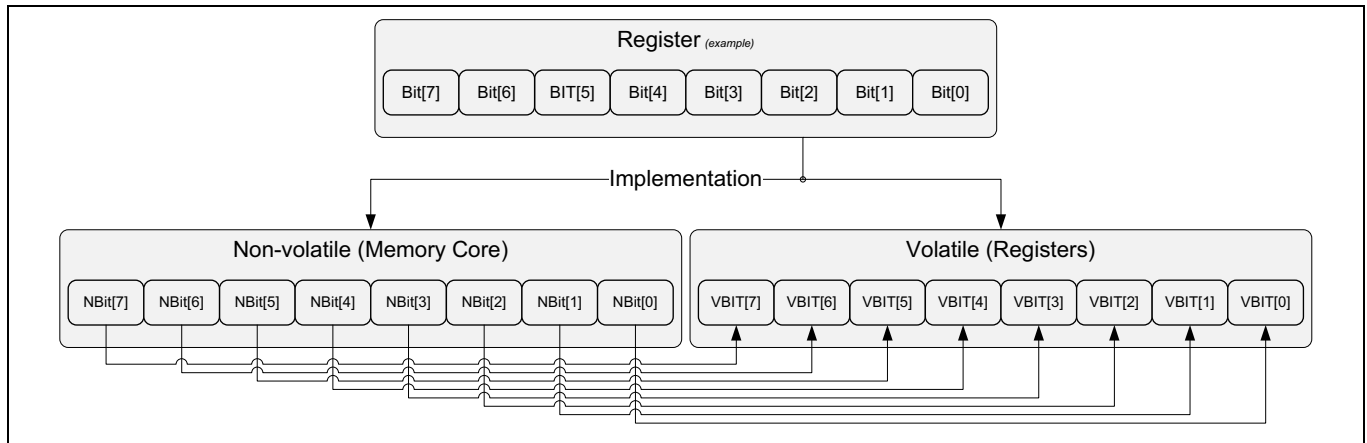 Register (example)
Bit[7] Bit[6] BIT[5] Bit[4] Bit[3] Bit[2] Bit[1] Bit[0]
Implementation
Non-volatile (Memory Core)
NBit[7] NBit[6] NBit[5] NBit[4] NBit[3] NBit[2] NBit[1] NBit[0]
Volatile (Registers)
VBIT[7] VBIT[6] VBIT[5] VBIT[4] VBIT[3] VBIT[2] VBIT[1] VBIT[0]